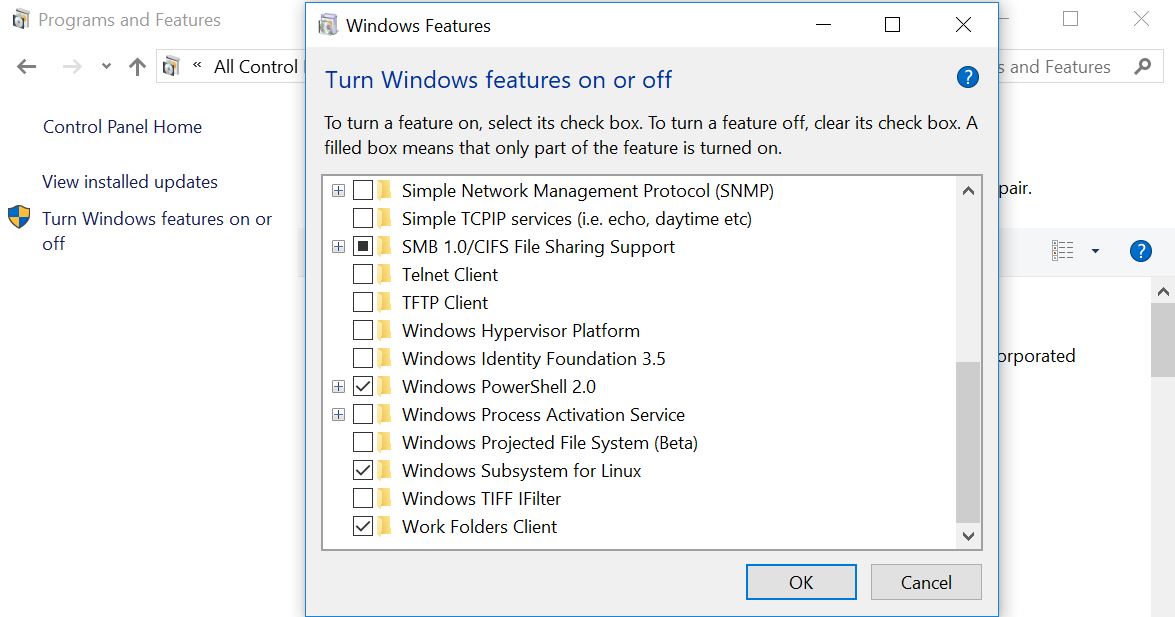 Programs and Features
Windows Features
« All Control
s and Features
Control Panel Home
View installed updates
Turn Windows features on or
off
Turn Windows features on or off
?
To turn a feature on, select its check box. To turn a feature off, clear its check box. A
filled box means that only part of the feature is turned on.
Simple Network Management Protocol (SNMP)
Simple TCPIP services (i.e. echo, daytime etc)
SMB 1.0/CIFS File Sharing Support
Telnet Client
TFTP Client
Windows Hypervisor Platform
Windows Identity Foundation 3.5
Windows PowerShell 2.0
Windows Process Activation Service
Windows Projected File System (Beta)
Windows Subsystem for Linux
Windows TIFF IFilter
Work Folders Client
OK
Cancel
pair.
?
orporated